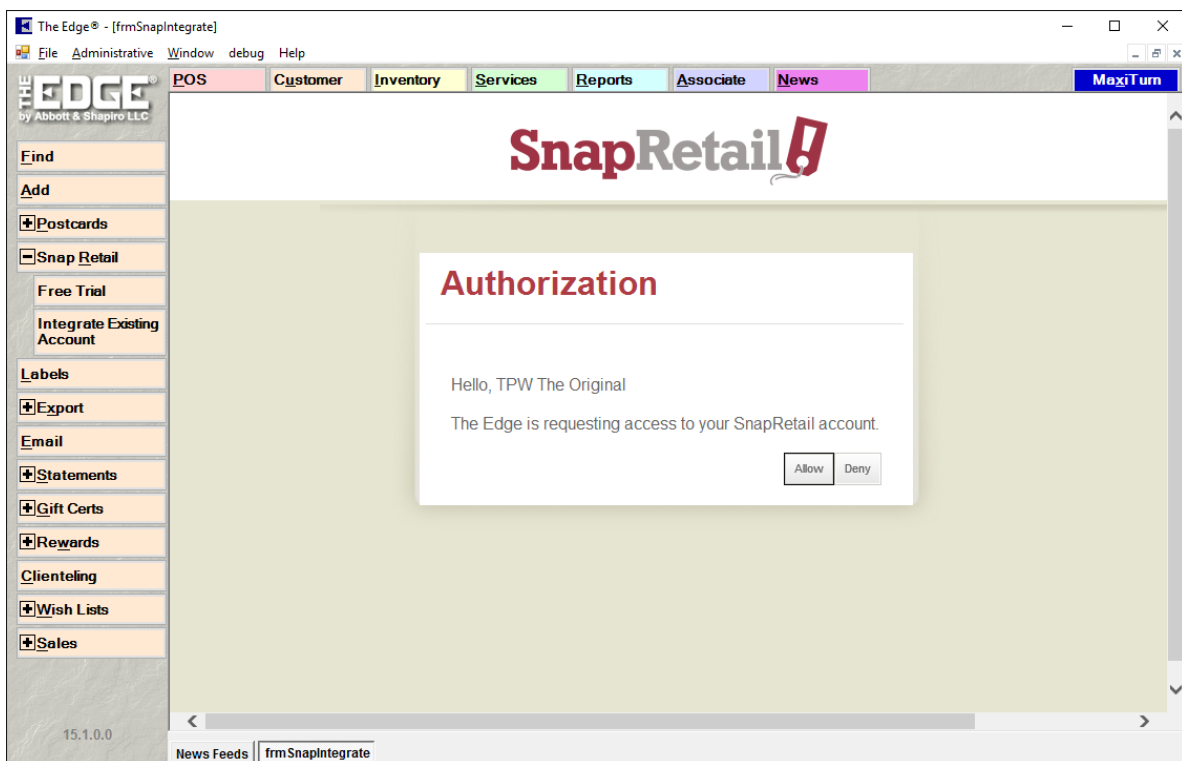 The Edge® - [frmSnapIntegrate]
File Administrative Window debug Help
THE EDGE®
by Abbott & Shapiro LLC
POS Customer Inventory Services Reports Associate News MaxiTurn
Find
Add
Postcards
Snap Retail
Free Trial
Integrate Existing
Account
Labels
Export
Email
Statements
Gift Certs
Rewards
Clienteling
Wish Lists
Sales
15.1.0.0
SnapRetail
Authorization
Hello, TPW The Original
The Edge is requesting access to your SnapRetail account.
Allow Deny
News Feeds frmSnapIntegrate